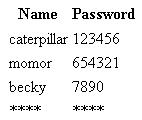 Name Password
caterpillar 123456
momor 654321
becky 7890
**** ****